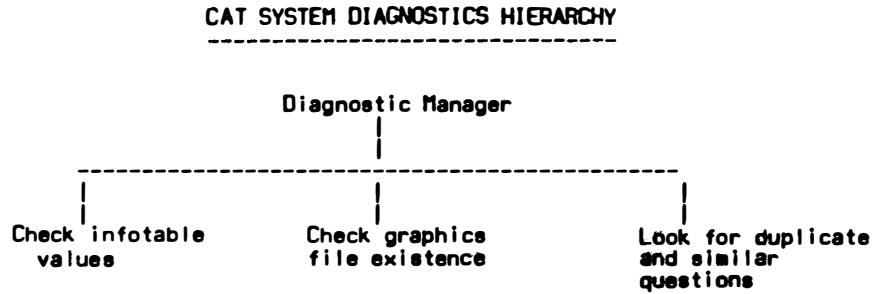 CAT SYSTEM DIAGNOSTICS HIERARCHY
Diagnostic Manager
Check infotable
values
Check graphics
file existence
Look for duplicate
and similar
questions